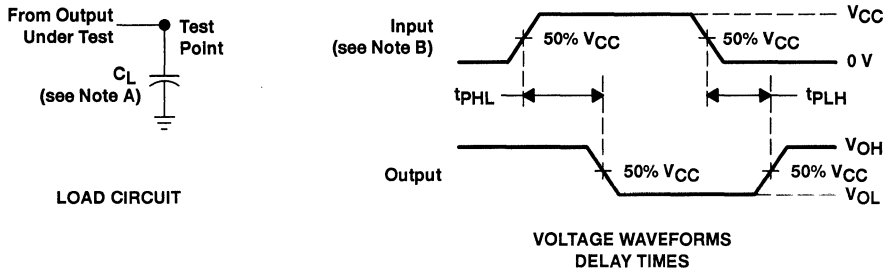 From Output
Under Test
Test
Point
CL
(see Note A)
LOAD CIRCUIT
Input
(see Note B)
50% VCC
50% VCC
VCC
0 V
tPHL
tPLH
Output
50% VCC
VOH
50% VCC
VOL
VOLTAGE WAVEFORMS
DELAY TIMES